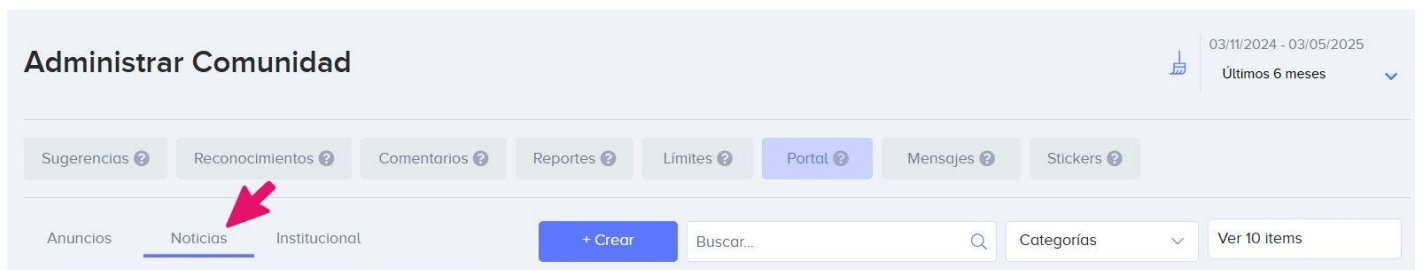 Administrar Comunidad
03/11/2024 - 03/05/2025
Últimos 6 meses
Sugerencias Reconocimientos Comentarios Reportes Límites Portal Mensajes Stickers
Anuncios Noticias Institucional + Crear Buscar... Categorías Ver 10 items